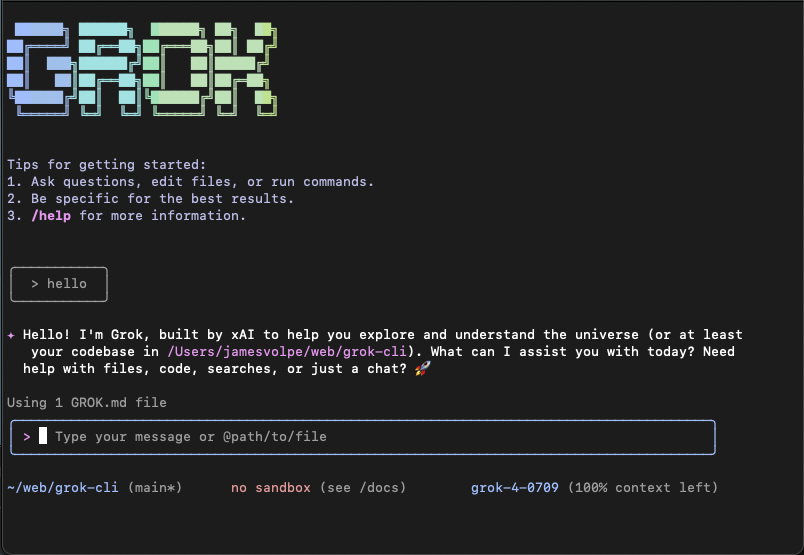 GROK
Tips for getting started:
1. Ask questions, edit files, or run commands.
2. Be specific for the best results.
3. /help for more information.
> hello
✦ Hello! I'm Grok, built by xAI to help you explore and understand the universe (or at least
your codebase in /Users/jamesvolpe/web/grok-cli). What can I assist you with today? Need
help with files, code, searches, or just a chat? 🚀
Using 1 GROK.md file
> Type your message or @path/to/file
~/web/grok-cli (main*) no sandbox (see /docs) grok-4-0709 (100% context left)